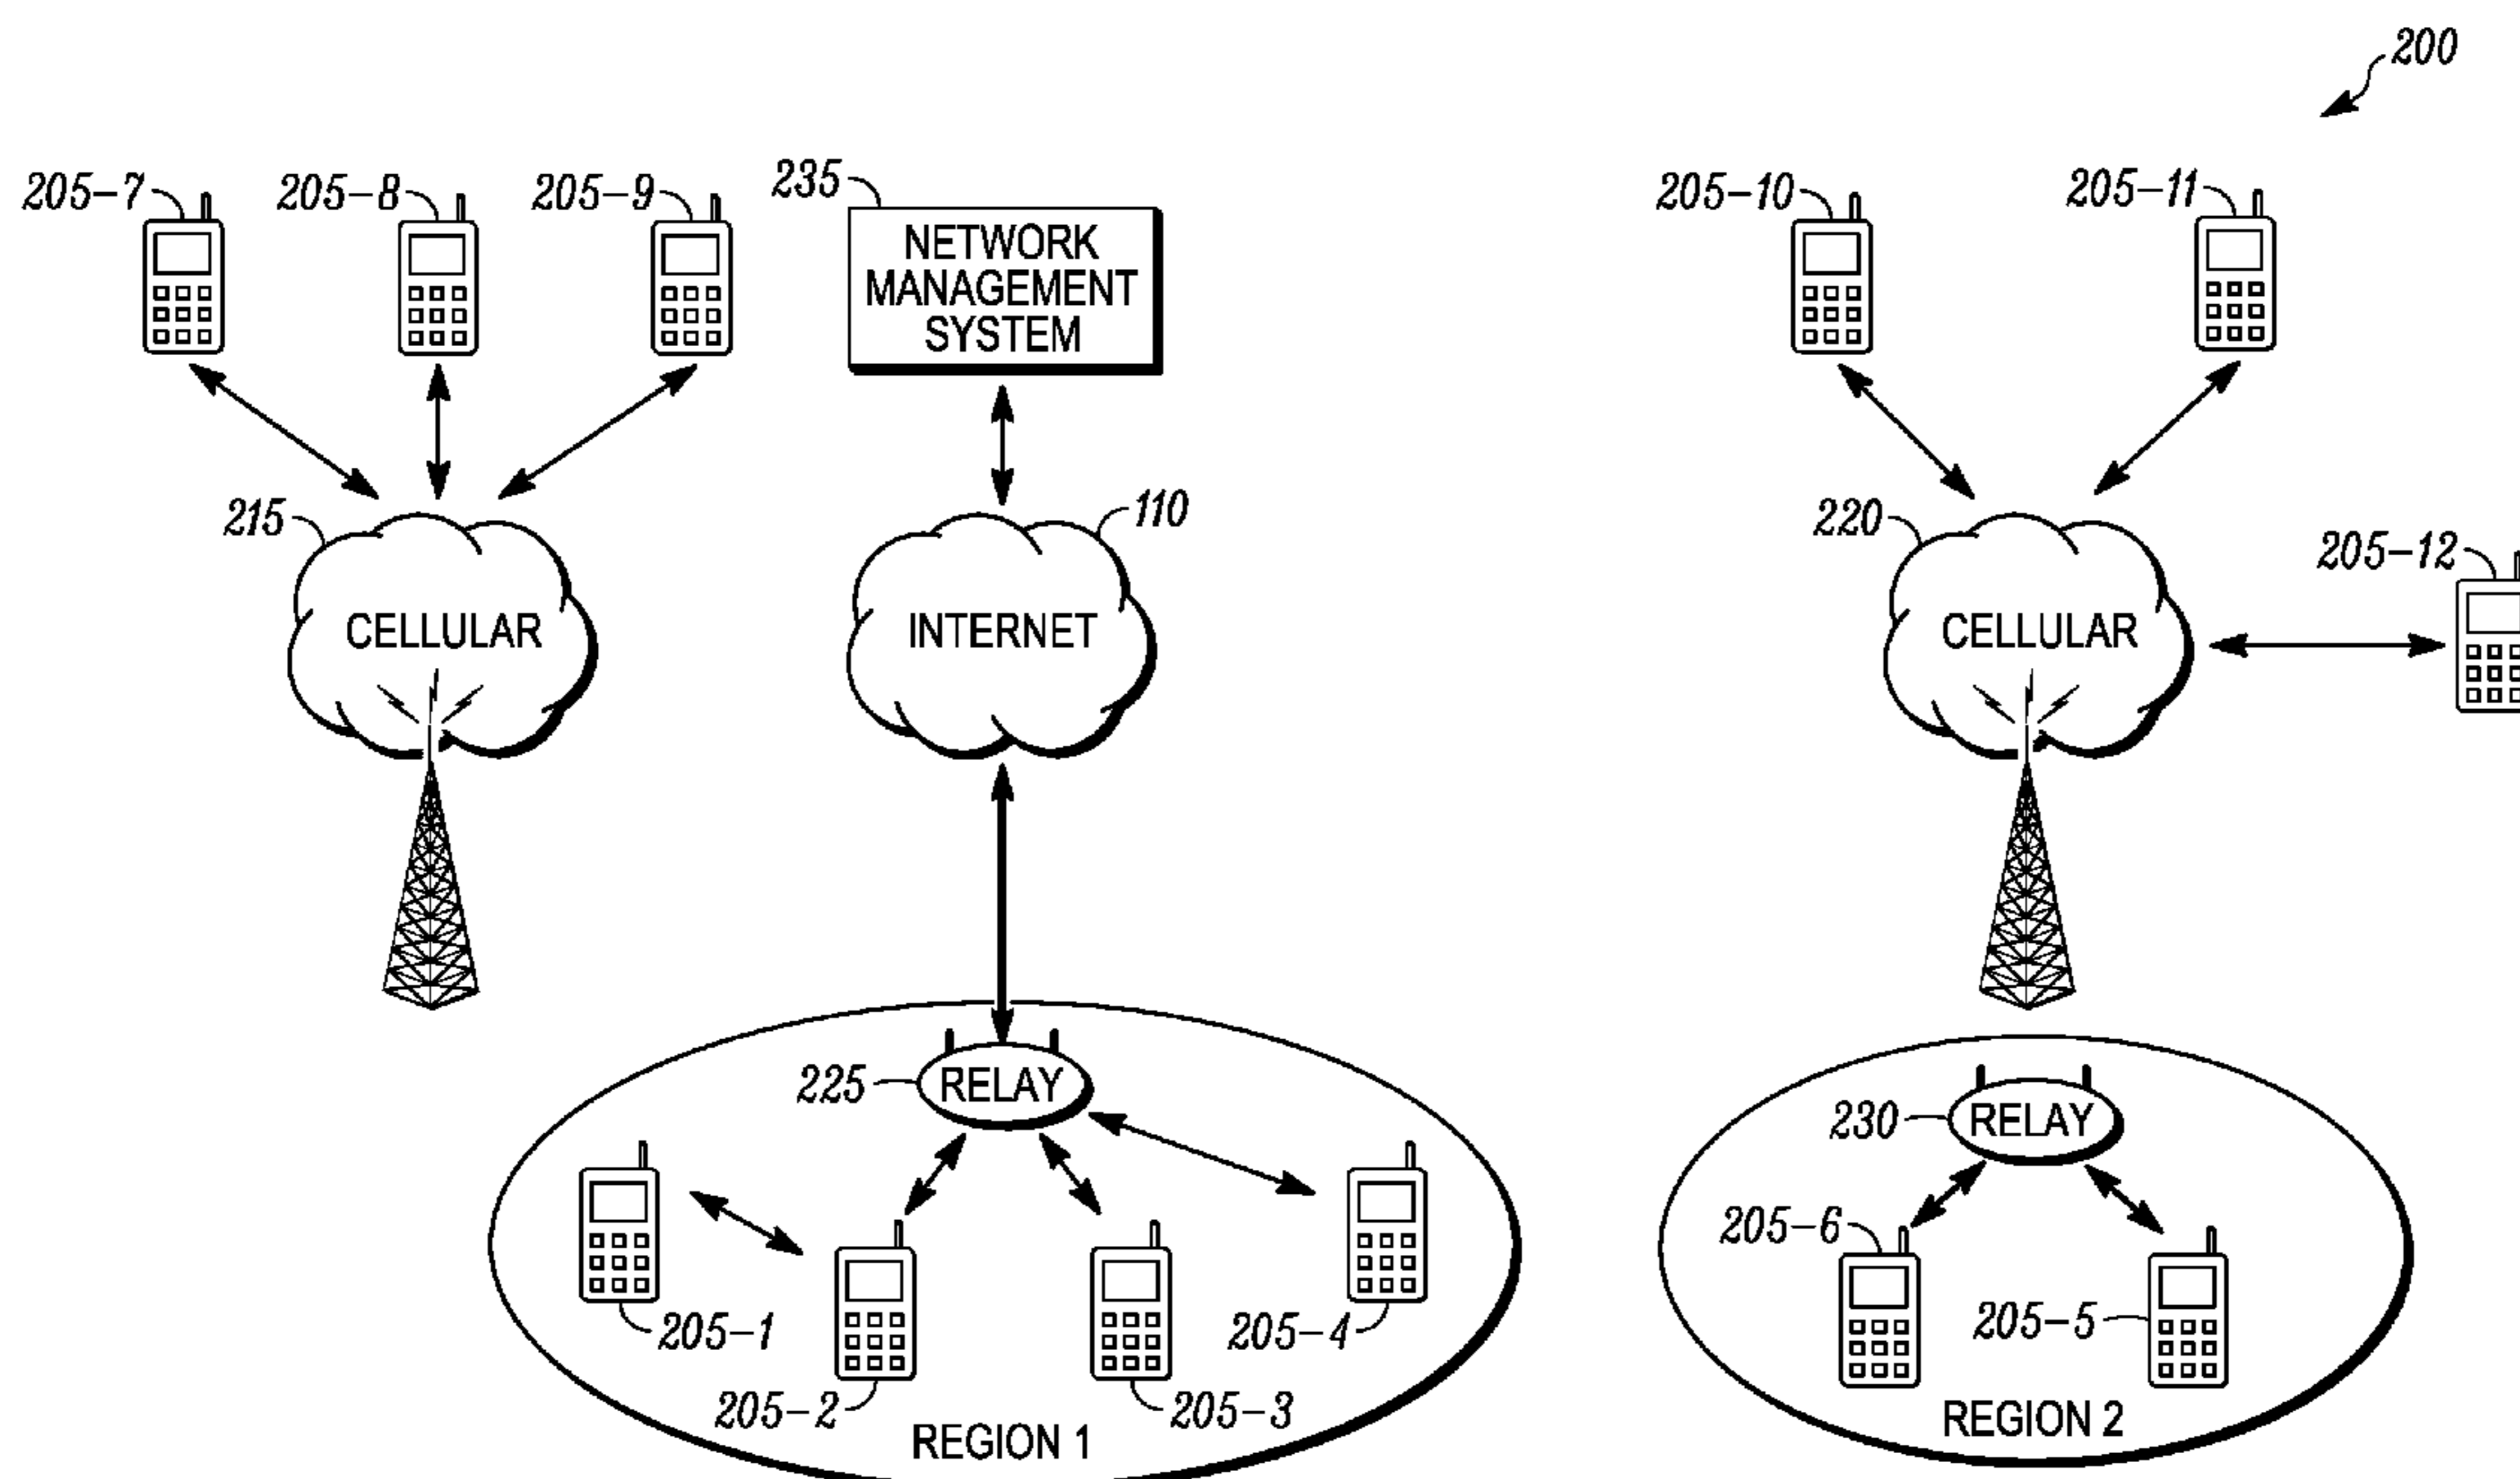 200
205-7
205-8
205-9
235
NETWORK
MANAGEMENT
SYSTEM
205-10
205-11
215
CELLULAR
110
INTERNET
220
CELLULAR
205-12
225
RELAY
205-1
205-2
205-3
205-4
REGION 1
230
RELAY
205-6
205-5
REGION 2